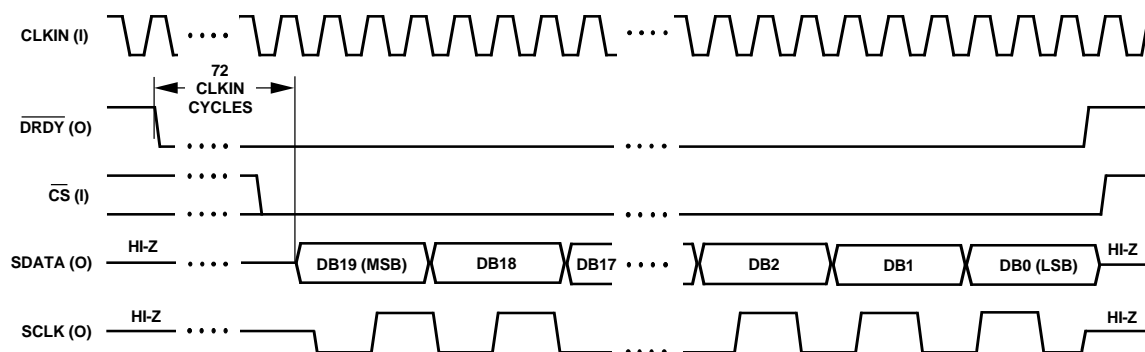 CLKIN (I)
72
CLKIN
CYCLES
DRDY (O)
CS (I)
HI-Z
HI-Z
SDATA (O)
DB19 (MSB)
DB18
DB17
DB2
DB1
DB0 (LSB)
HI-Z
HI-Z
SCLK (O)